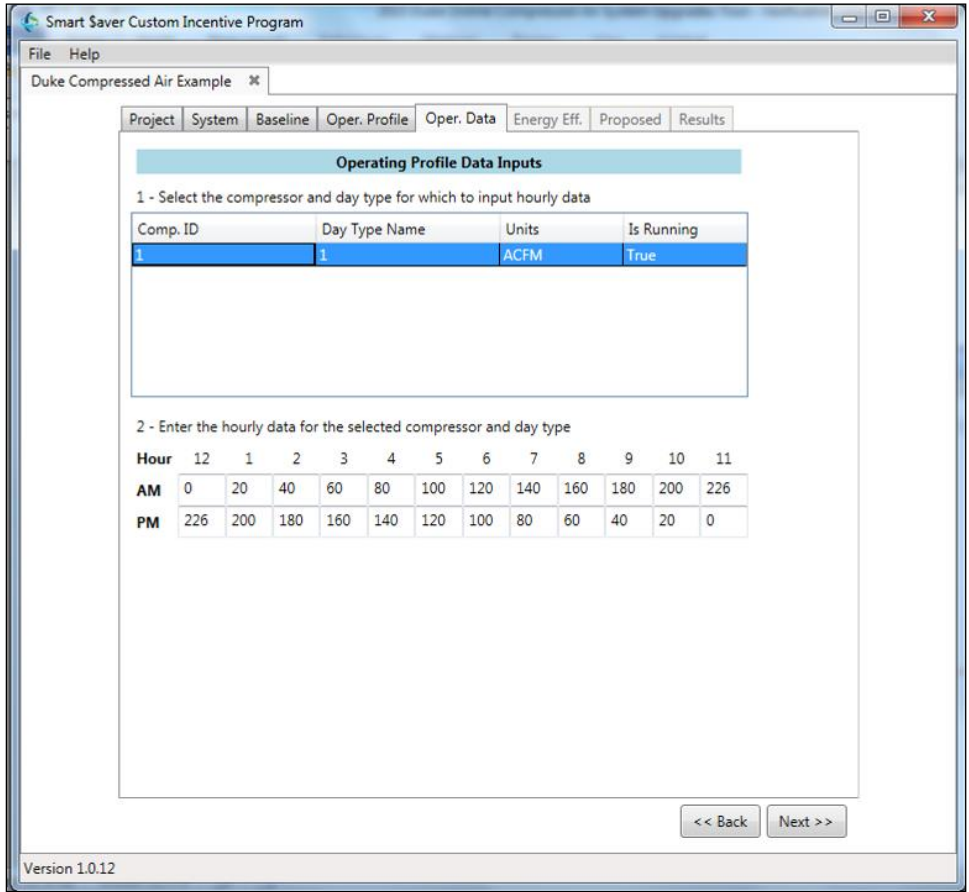 Smart $aver Custom Incentive Program
File Help
Duke Compressed Air Example
Project System Baseline Oper. Profile Oper. Data Energy Eff. Proposed Results
Operating Profile Data Inputs
1 - Select the compressor and day type for which to input hourly data
Comp. ID Day Type Name Units Is Running
1 1 ACFM True
2 - Enter the hourly data for the selected compressor and day type
Hour 12 1 2 3 4 5 6 7 8 9 10 11
AM 0 20 40 60 80 100 120 140 160 180 200 226
PM 226 200 180 160 140 120 100 80 60 40 20 0
<< Back Next >>
Version 1.0.12